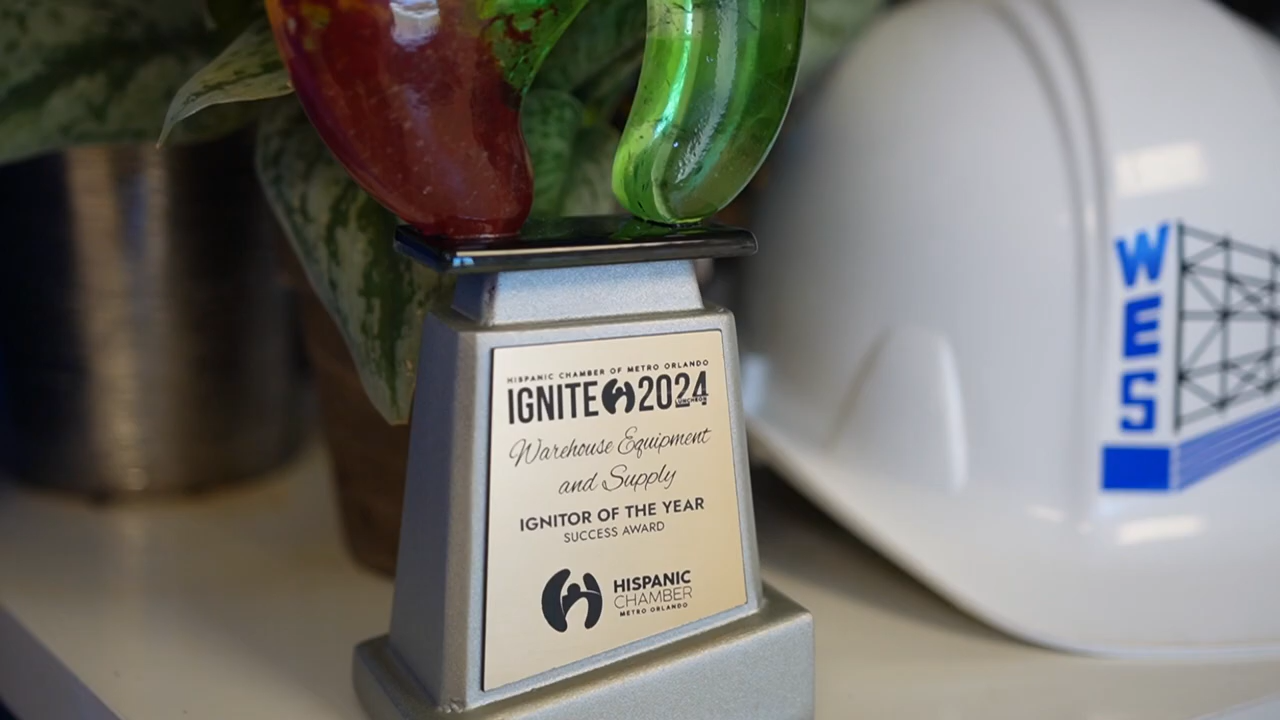 HISPANIC CHAMBER OF METRO ORLANDO
IGNITE 2024
LUNCHEON
Warehouse Equipment
and Supply
IGNITOR OF THE YEAR
SUCCESS AWARD
HISPANIC
CHAMBER
METRO ORLANDO
WES